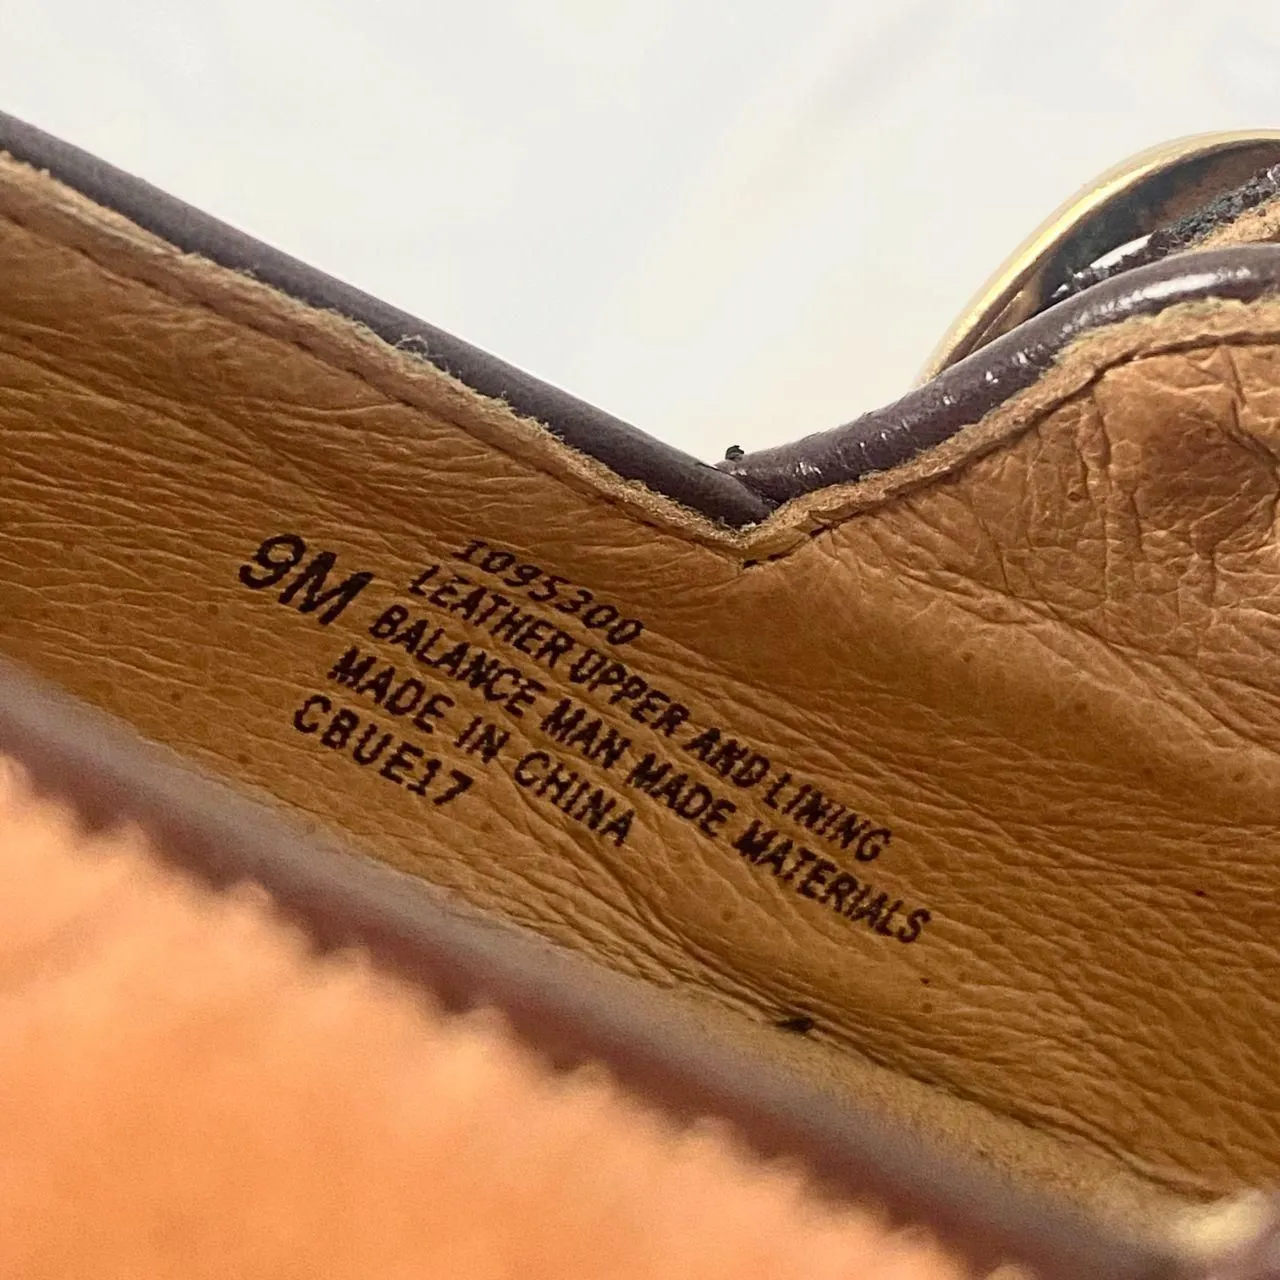 9M
1095300
LEATHER UPPER AND LINING
BALANCE MAN MADE MATERIALS
MADE IN CHINA
CBUE17